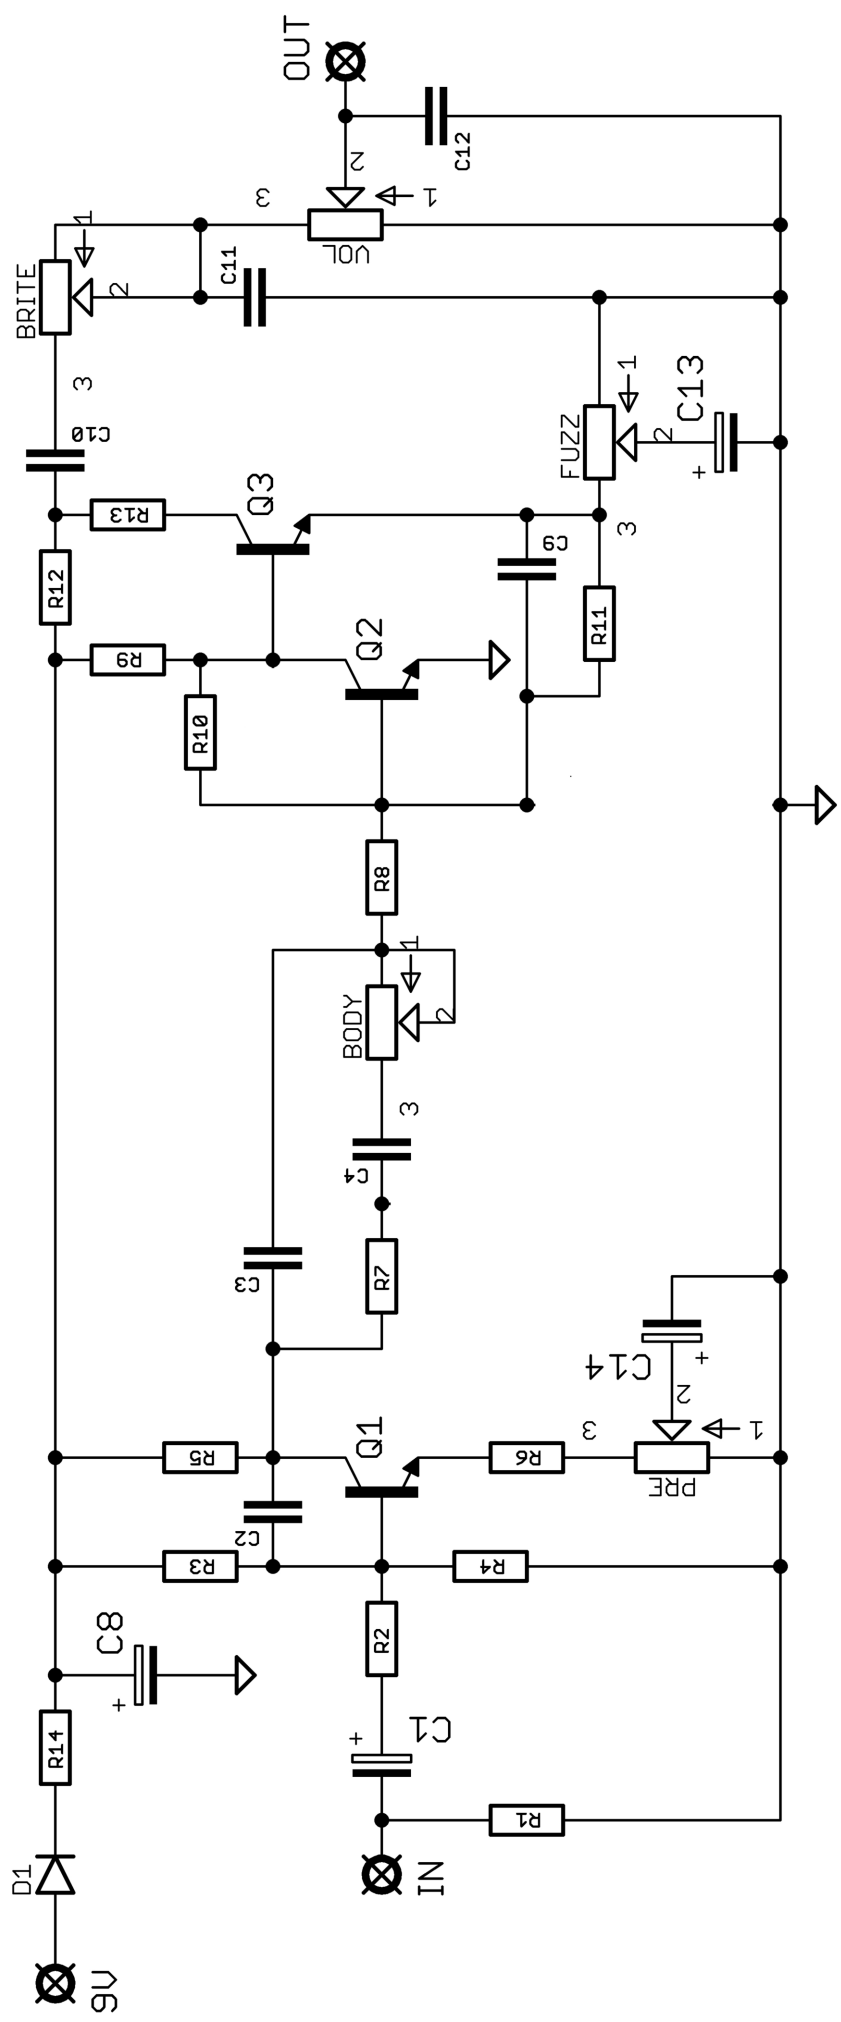 OUT
C12
2
1
3
VOL
1
BRITE
2
C11
3
C10
1
FUZZ
2
C13
+
3
R13
Q3
C9
R12
R11
R9
Q2
R10
R8
1
BODY
2
3
C4
C3
R7
C14
+
2
1
3
PRE
R5
Q1
R6
C2
R3
R4
C8
+
R2
R14
+
C1
R1
D1
IN
9V